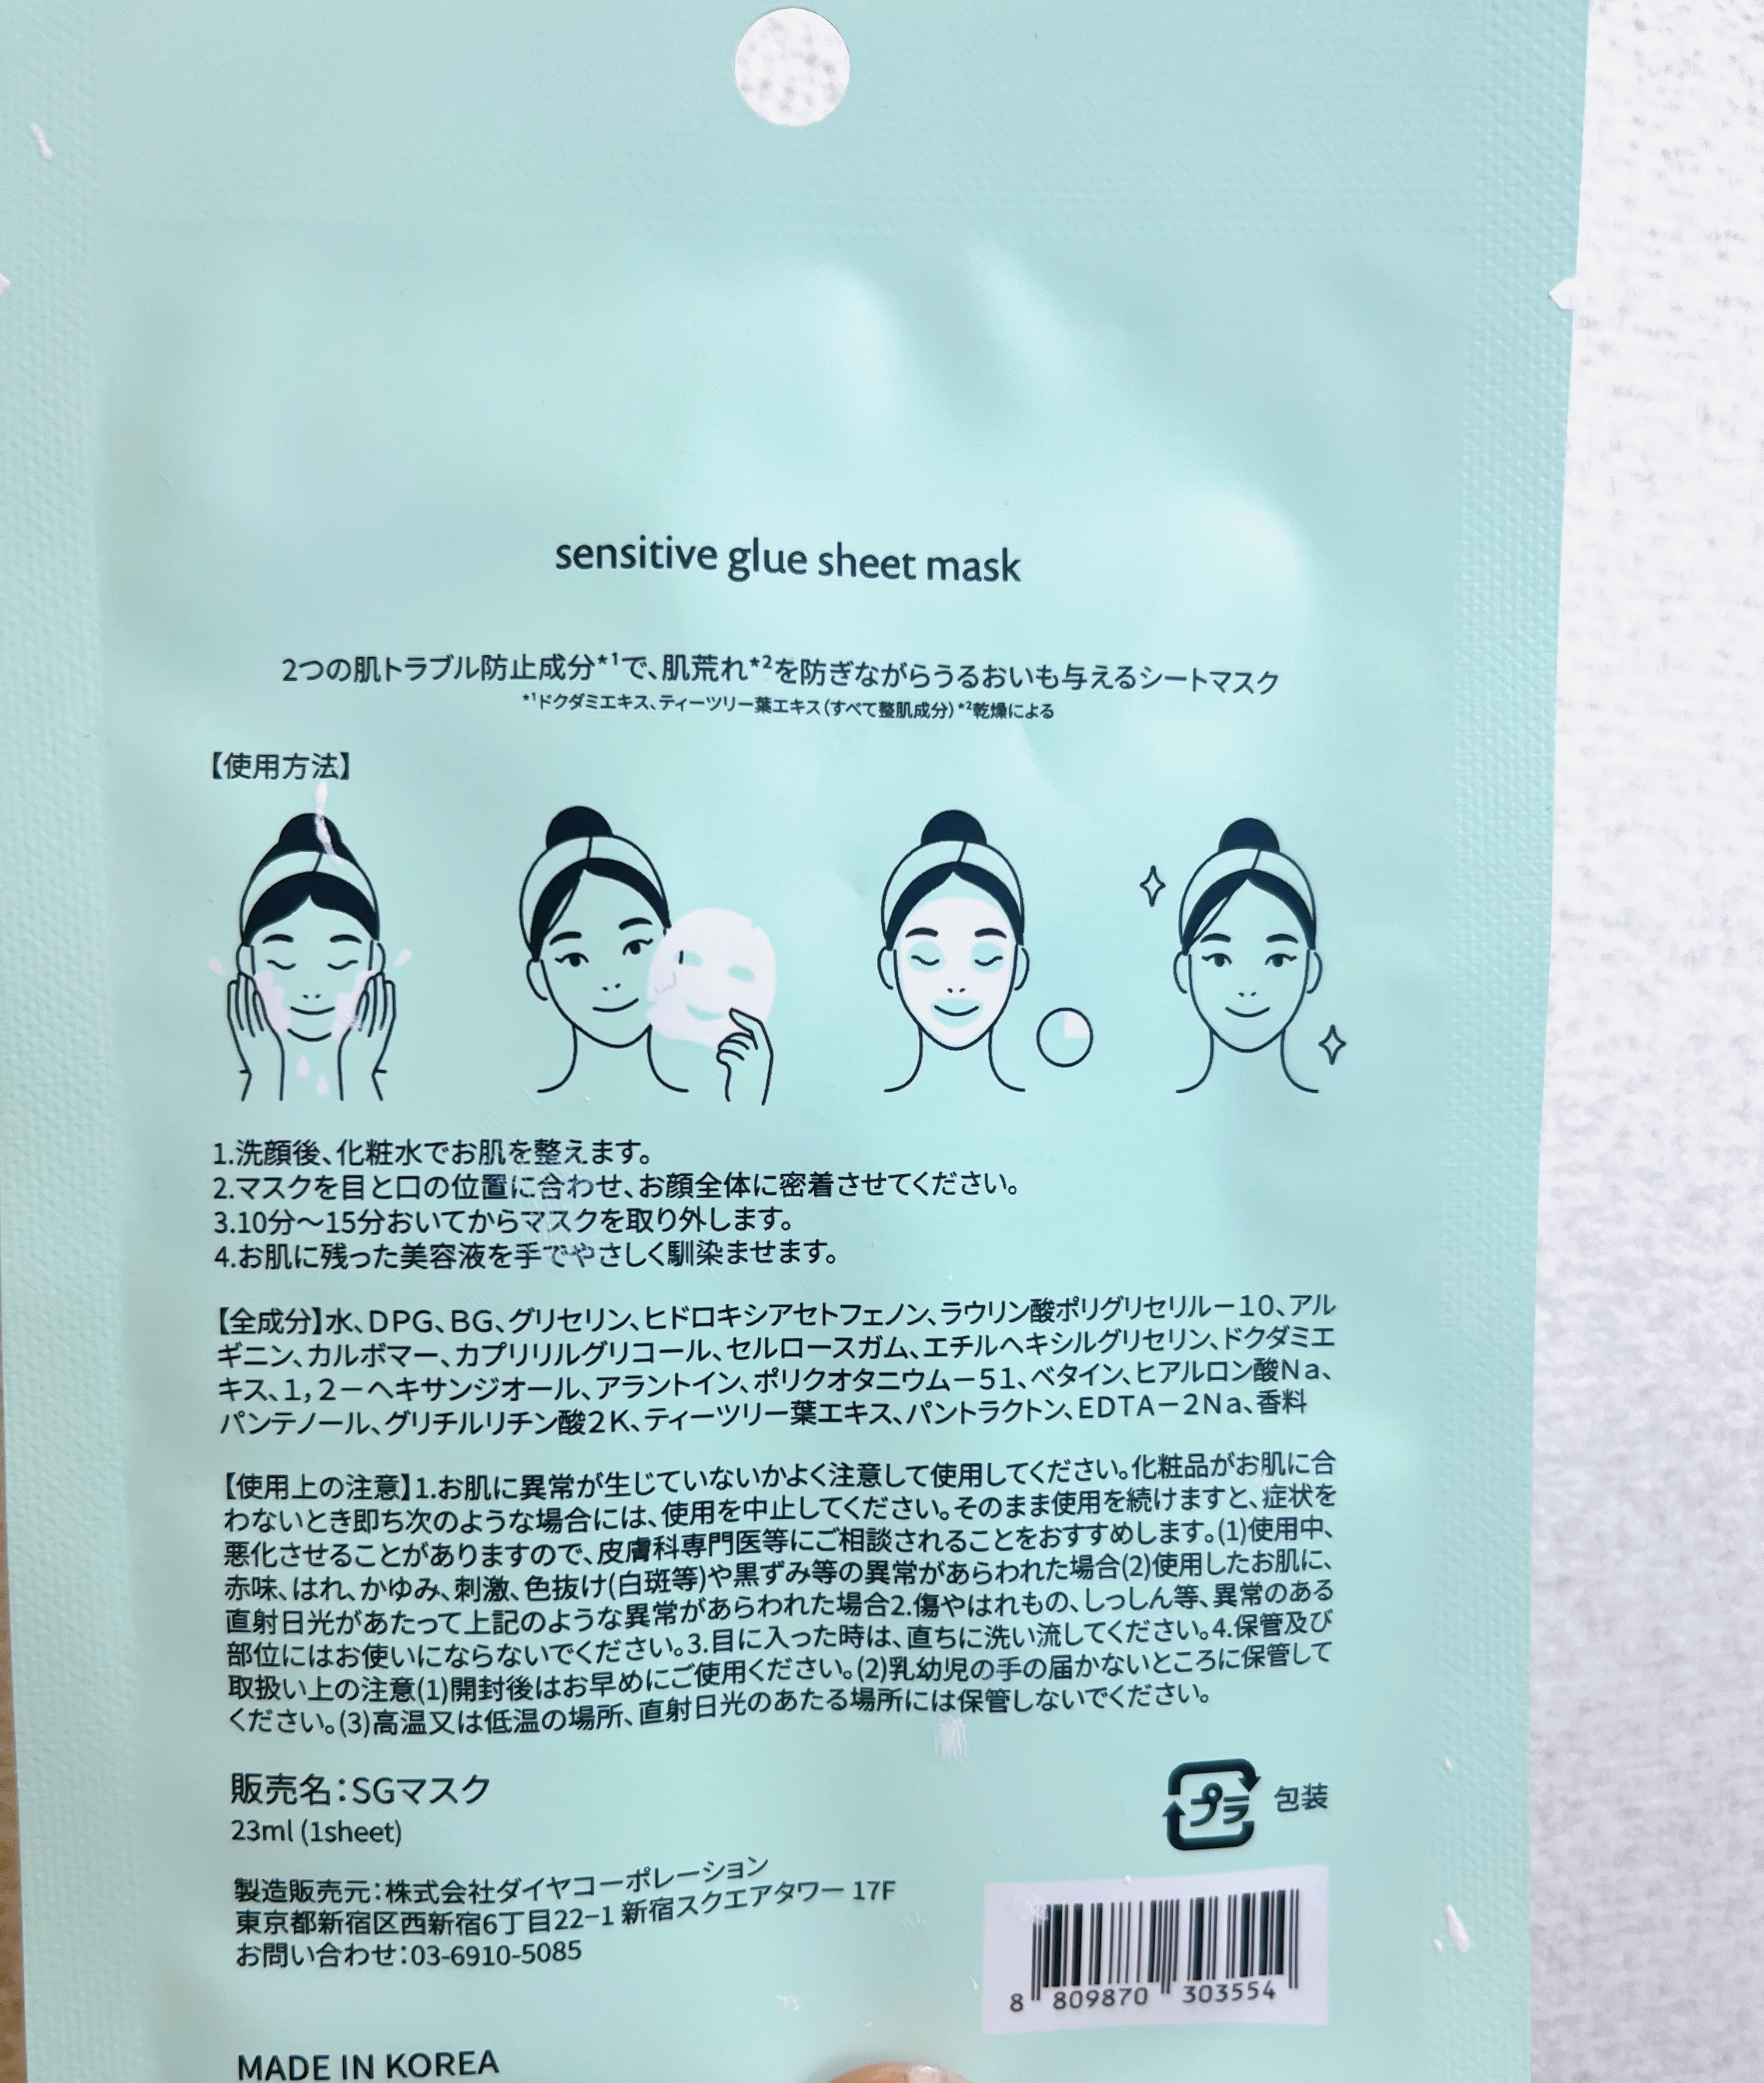 sensitive glue sheet mask
2つの肌トラブル防止成分*¹で、肌荒れ*²を防ぎながらうるおいも与えるシートマスク
*¹ドクダミエキス、ティーツリー葉エキス(すべて整肌成分)*²乾燥による
【使用方法】
1.洗顔後、化粧水でお肌を整えます。
2.マスクを目と口の位置に合わせ、お顔全体に密着させてください。
3.10分〜15分おいてからマスクを取り外します。
4.お肌に残った美容液を手でやさしく馴染ませます。
【全成分】水、DPG、BG、グリセリン、ヒドロキシアセトフェノン、ラウリン酸ポリグリセリル－10、アル
ギニン、カルボマー、カプリリルグリコール、セルロースガム、エチルヘキシルグリセリン、ドクダミエ
キス、1,2－ヘキサンジオール、アラントイン、ポリクオタニウム－51、ベタイン、ヒアルロン酸Na、
パンテノール、グリチルリチン酸2K、ティーツリー葉エキス、パントラクトン、EDTA－2Na、香料
【使用上の注意】1.お肌に異常が生じていないかよく注意して使用してください。化粧品がお肌に合
わないとき即ち次のような場合には、使用を中止してください。そのまま使用を続けますと、症状を
悪化させることがありますので、皮膚科専門医等にご相談されることをおすすめします。(1)使用中、
赤味、はれ、かゆみ、刺激、色抜け(白斑等)や黒ずみ等の異常があらわれた場合(2)使用したお肌に、
直射日光があたって上記のような異常があらわれた場合2.傷やはれもの、しっしん等、異常のある
部位にはお使いにならないでください。3.目に入った時は、直ちに洗い流してください。4.保管及び
取扱い上の注意(1)開封後はお早めにご使用ください。(2)乳幼児の手の届かないところに保管して
ください。(3)高温又は低温の場所、直射日光のあたる場所には保管しないでください。
販売名：SGマスク
23ml (1sheet)
プラ 包装
製造販売元：株式会社ダイヤコーポレーション
東京都新宿区西新宿6丁目22−1 新宿スクエアタワー 17F
お問い合わせ：03-6910-5085
8 809870 303554
MADE IN KOREA